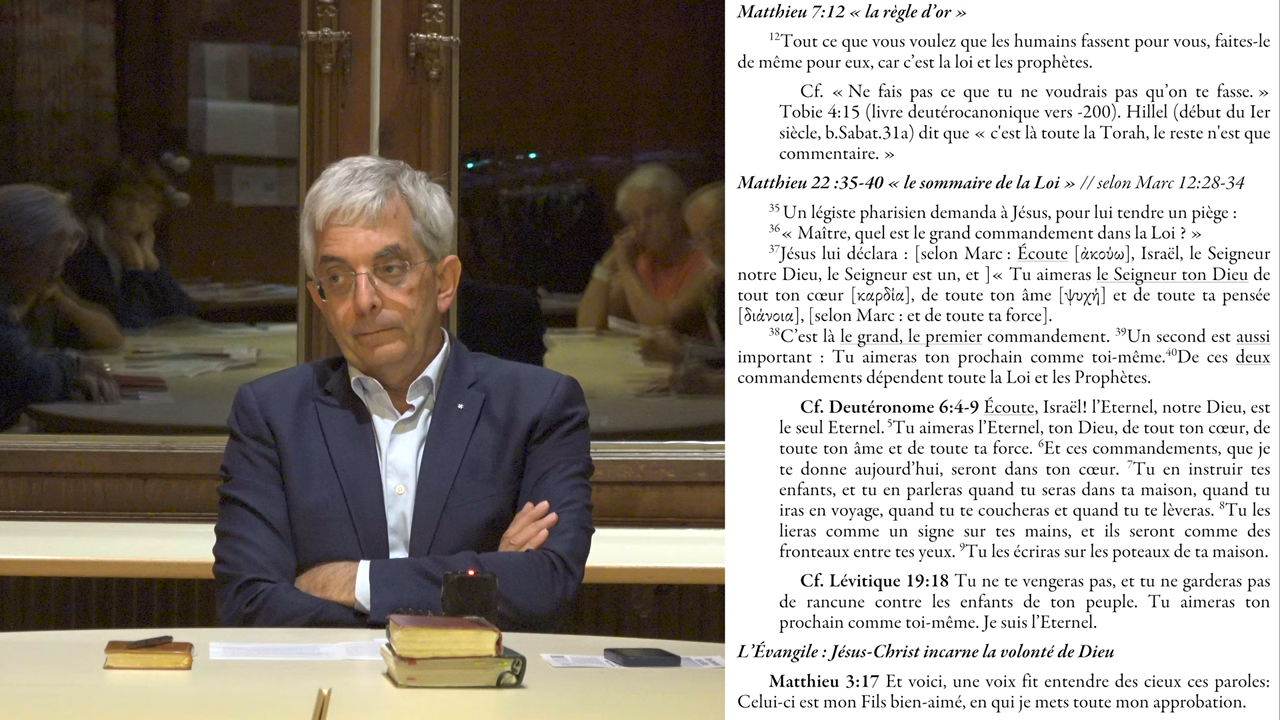 Matthieu 7:12 « la règle d’or »
12Tout ce que vous voulez que les humains fassent pour vous, faites-le
de même pour eux, car c’est la loi et les prophètes.
Cf. « Ne fais pas ce que tu ne voudrais pas qu’on te fasse. »
Tobie 4:15 (livre deutérocanonique vers -200). Hillel (début du Ier
siècle, b.Sabat.31a) dit que « c'est là toute la Torah, le reste n'est que
commentaire. »
Matthieu 22 :35-40 « le sommaire de la Loi » // selon Marc 12:28-34
35 Un légiste pharisien demanda à Jésus, pour lui tendre un piège :
36« Maître, quel est le grand commandement dans la Loi ? »
37Jésus lui déclara : [selon Marc : Écoute [ἀκούω], Israël, le Seigneur
notre Dieu, le Seigneur est un, et ]« Tu aimeras le Seigneur ton Dieu de
tout ton cœur [καρδία], de toute ton âme [ψυχή] et de toute ta pensée
[διάνοια], [selon Marc : et de toute ta force].
38C’est là le grand, le premier commandement. 39Un second est aussi
important : Tu aimeras ton prochain comme toi-même.40De ces deux
commandements dépendent toute la Loi et les Prophètes.
Cf. Deutéronome 6:4-9 Écoute, Israël! l’Eternel, notre Dieu, est
le seul Eternel. 5Tu aimeras l’Eternel, ton Dieu, de tout ton cœur, de
toute ton âme et de toute ta force. 6Et ces commandements, que je
te donne aujourd’hui, seront dans ton cœur. 7Tu en instruir tes
enfants, et tu en parleras quand tu seras dans ta maison, quand tu
iras en voyage, quand tu te coucheras et quand tu te lèveras. 8Tu les
lieras comme un signe sur tes mains, et ils seront comme des
fronteaux entre tes yeux. 9Tu les écriras sur les poteaux de ta maison.
Cf. Lévitique 19:18 Tu ne te vengeras pas, et tu ne garderas pas
de rancune contre les enfants de ton peuple. Tu aimeras ton
prochain comme toi-même. Je suis l’Eternel.
L’Évangile : Jésus-Christ incarne la volonté de Dieu
Matthieu 3:17 Et voici, une voix fit entendre des cieux ces paroles:
Celui-ci est mon Fils bien-aimé, en qui je mets toute mon approbation.